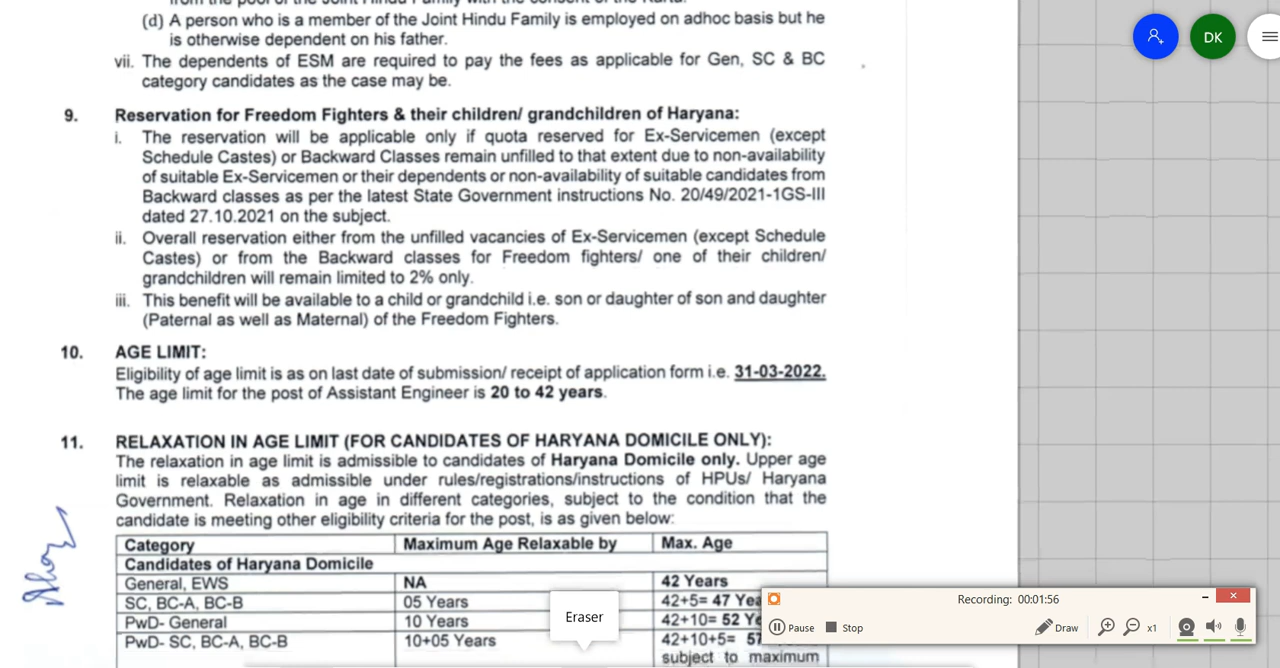 (d) A person who is a member of the Joint Hindu Family is employed on adhoc basis but he
is otherwise dependent on his father.
vii. The dependents of ESM are required to pay the fees as applicable for Gen, SC & BC
category candidates as the case may be.
9. Reservation for Freedom Fighters & their children/ grandchildren of Haryana:
i. The reservation will be applicable only if quota reserved for Ex-Servicemen (except
Schedule Castes) or Backward Classes remain unfilled to that extent due to non-availability
of suitable Ex-Servicemen or their dependents or non-availability of suitable candidates from
Backward classes as per the latest State Government instructions No. 20/49/2021-1GS-III
dated 27.10.2021 on the subject.
ii. Overall reservation either from the unfilled vacancies of Ex-Servicemen (except Schedule
Castes) or from the Backward classes for Freedom fighters/ one of their children/
grandchildren will remain limited to 2% only.
iii. This benefit will be available to a child or grandchild i.e. son or daughter of son and daughter
(Paternal as well as Maternal) of the Freedom Fighters.
10. AGE LIMIT:
Eligibility of age limit is as on last date of submission/ receipt of application form i.e. 31-03-2022.
The age limit for the post of Assistant Engineer is 20 to 42 years.
11. RELAXATION IN AGE LIMIT (FOR CANDIDATES OF HARYANA DOMICILE ONLY):
The relaxation in age limit is admissible to candidates of Haryana Domicile only. Upper age
limit is relaxable as admissible under rules/registrations/instructions of HPUs/ Haryana
Government. Relaxation in age in different categories, subject to the condition that the
candidate is meeting other eligibility criteria for the post, is as given below:
Category Maximum Age Relaxable by Max. Age
Candidates of Haryana Domicile
General, EWS NA 42 Years
SC, BC-A, BC-B 05 Years 42+5= 47
PwD- General 10 Years 42+10= 52
PwD- SC, BC-A, BC-B 10+05 Years 42+10+5=
subject to maximum
DK
Eraser
Recording: 00:01:56
Pause Stop Draw x1